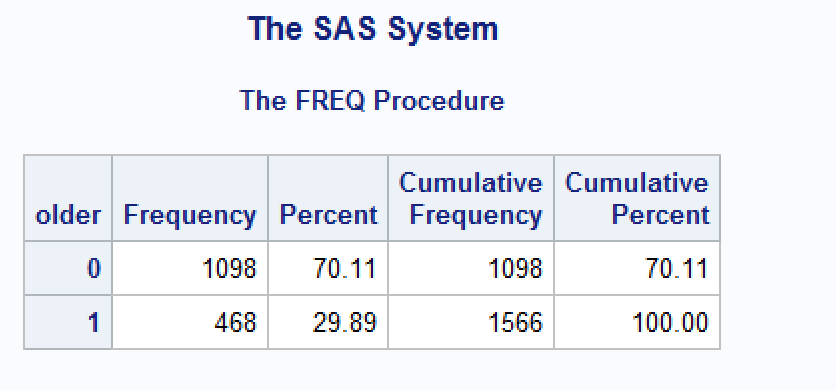 The SAS System
The FREQ Procedure
older Frequency Percent Cumulative Frequency Cumulative Percent
0 1098 70.11 1098 70.11
1 468 29.89 1566 100.00